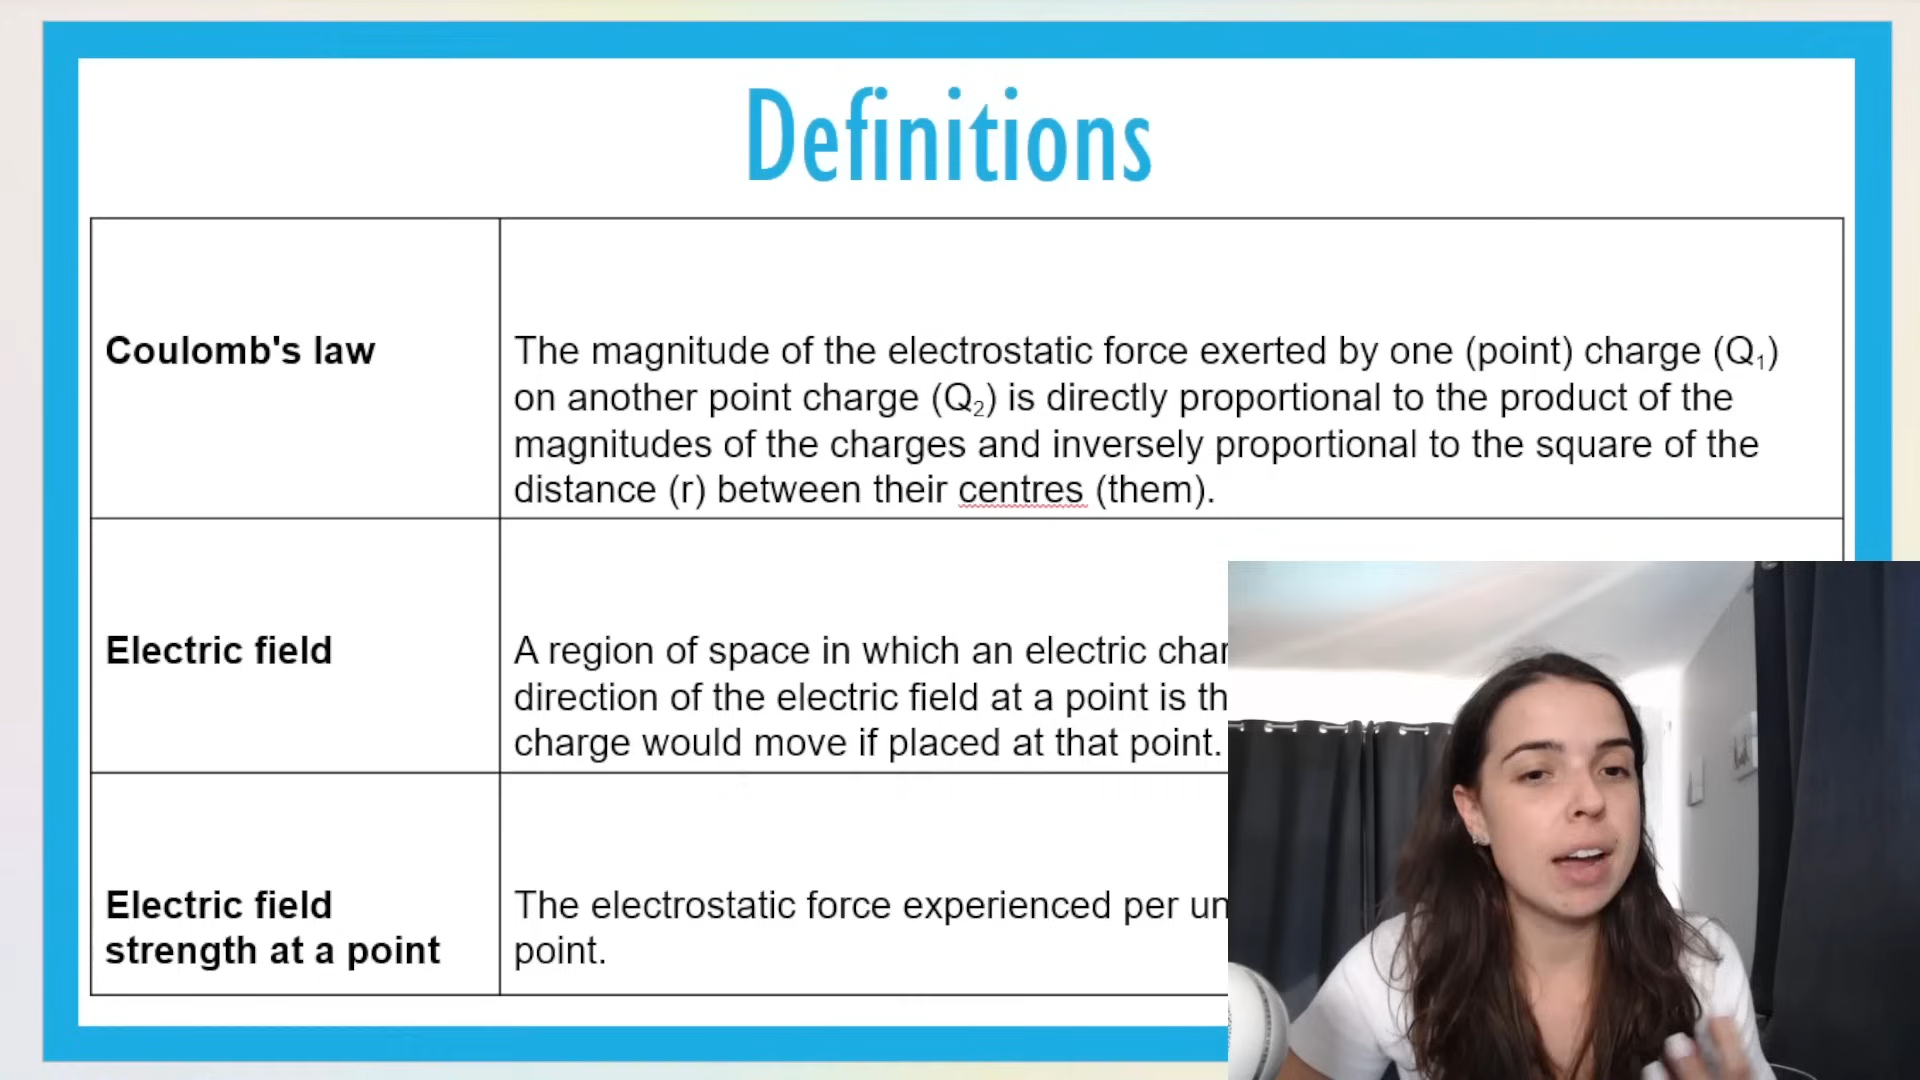 Definitions
Coulomb's law
The magnitude of the electrostatic force exerted by one (point) charge (Q₁)
on another point charge (Q₂) is directly proportional to the product of the
magnitudes of the charges and inversely proportional to the square of the
distance (r) between their centres (them).
Electric field
A region of space in which an electric
direction of the electric field at a point is
charge would move if placed at that point.
Electric field
strength at a point
The electrostatic force experienced per
point.